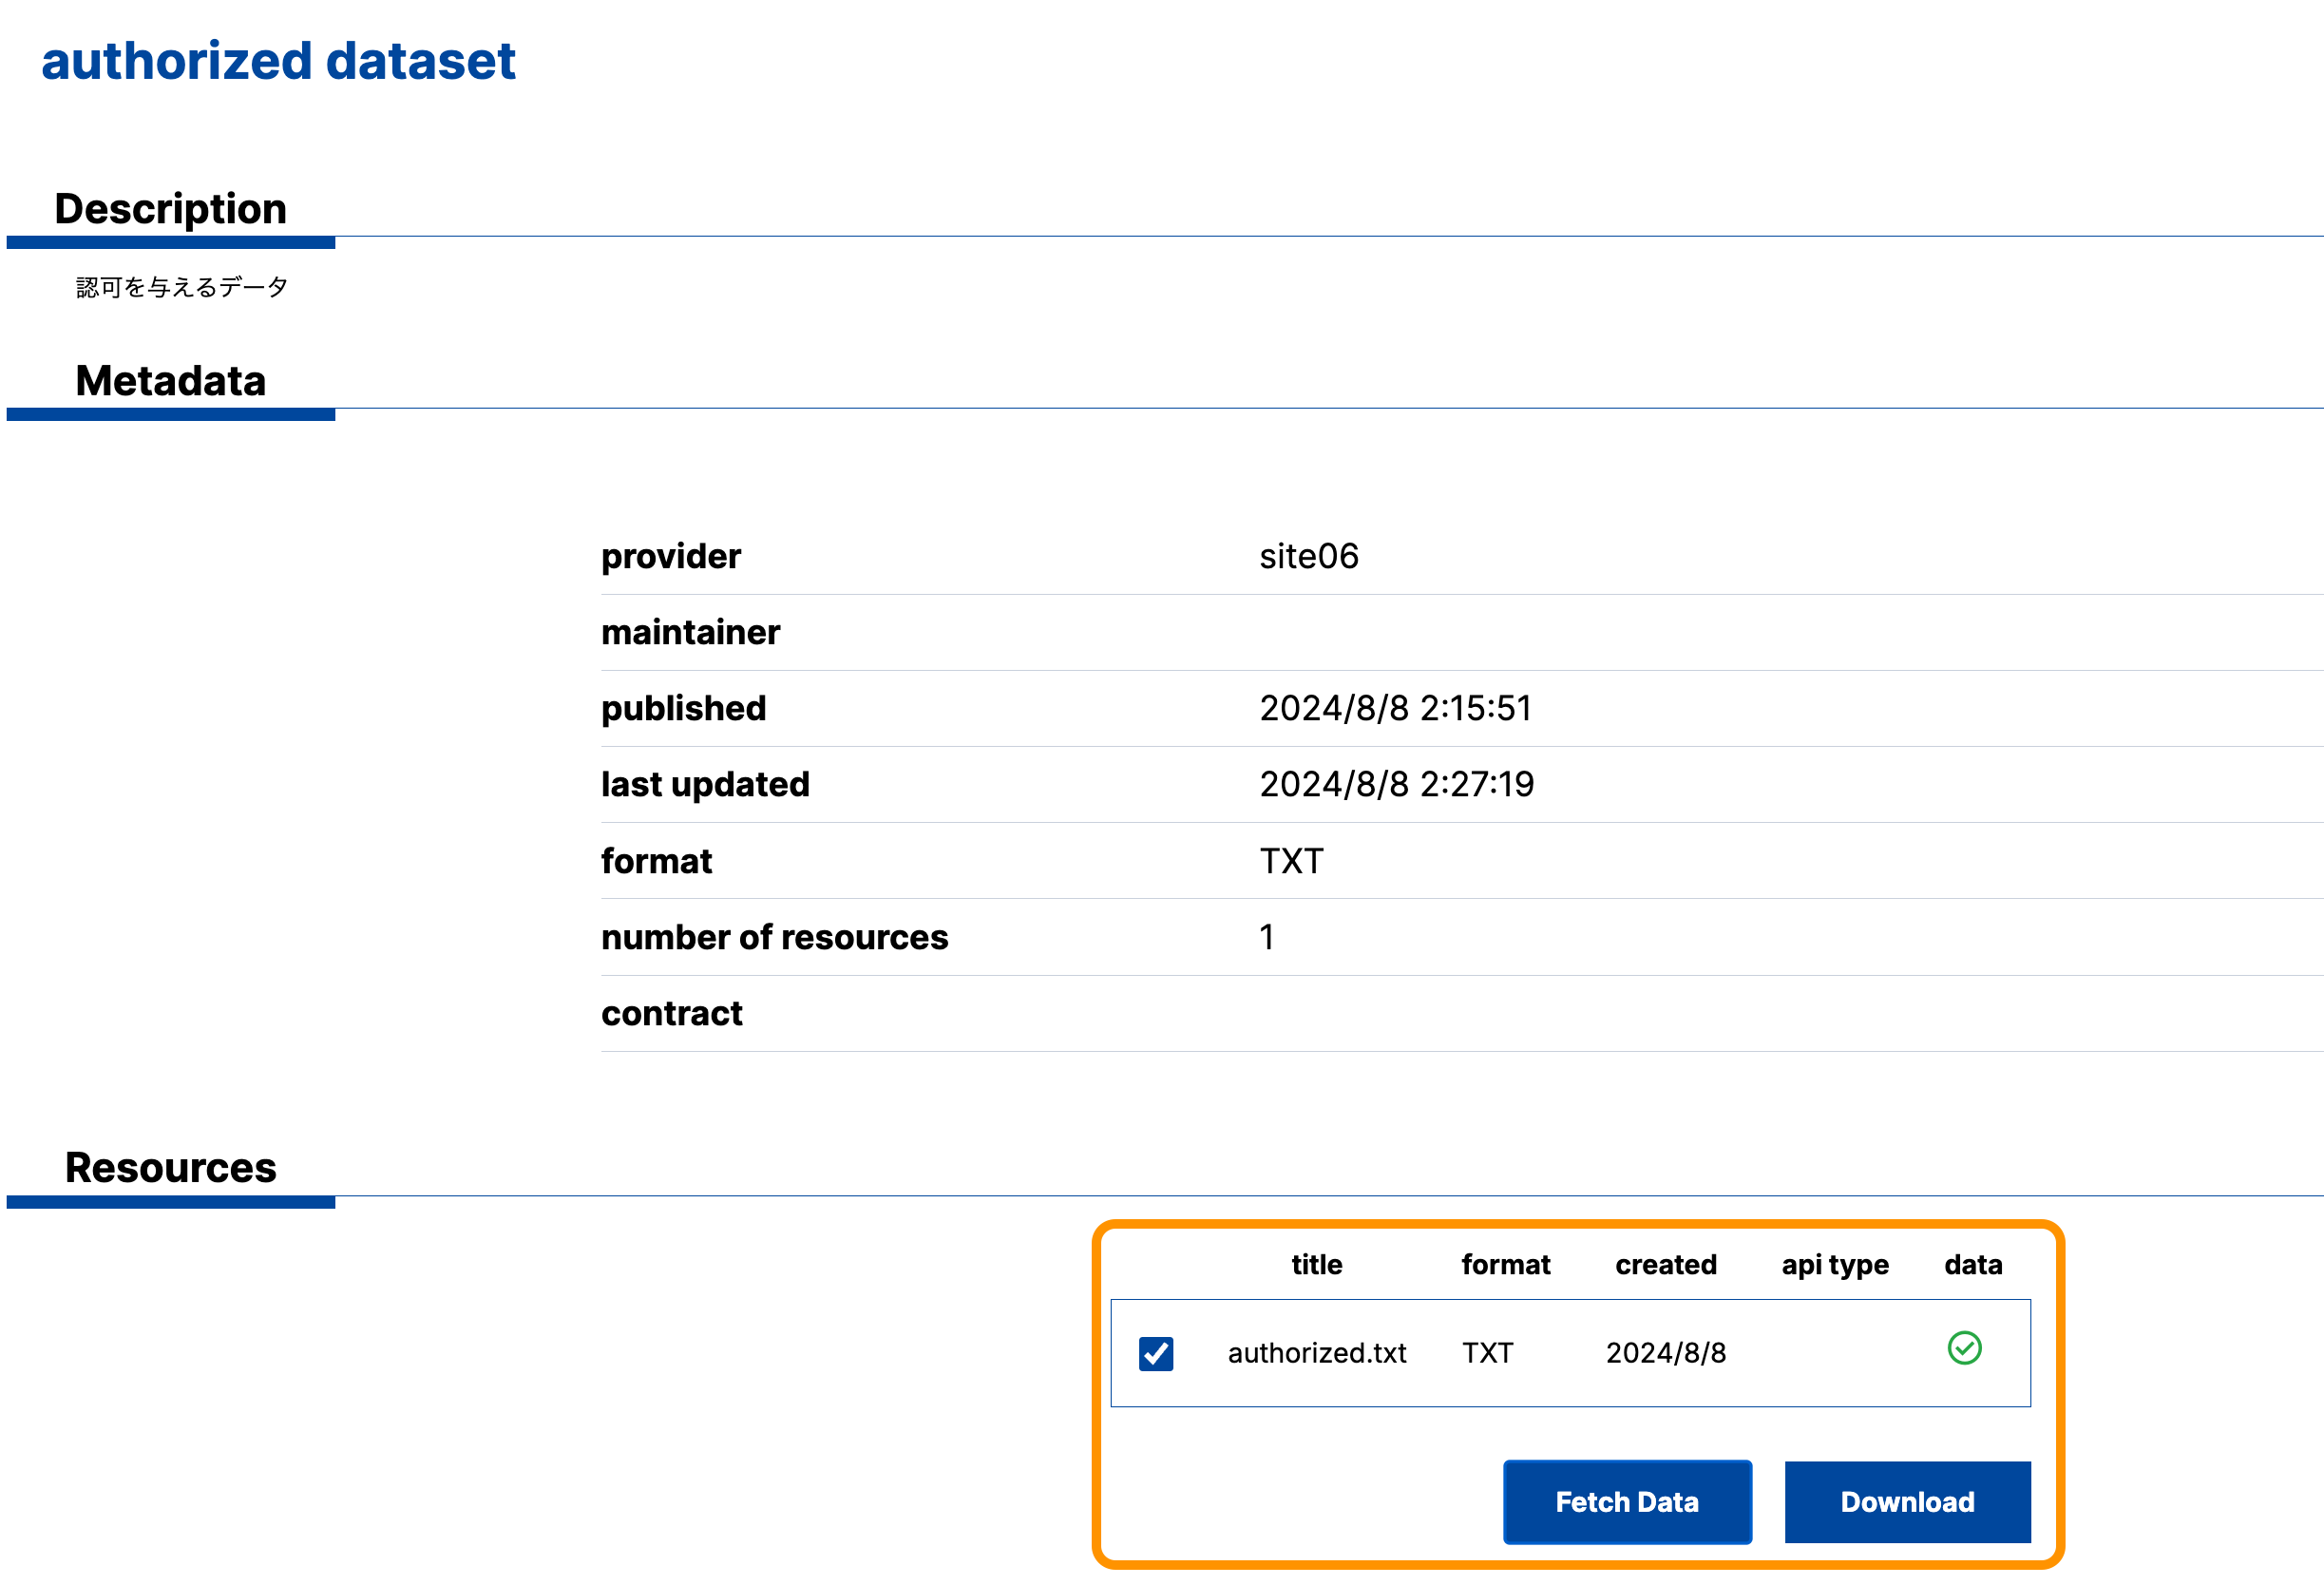 authorized dataset
Description
認可を与えるデータ
Metadata
provider site06
maintainer
published 2024/8/8 2:15:51
last updated 2024/8/8 2:27:19
format TXT
number of resources 1
contract
Resources
title format created api type data
authorized.txt TXT 2024/8/8
Fetch Data Download